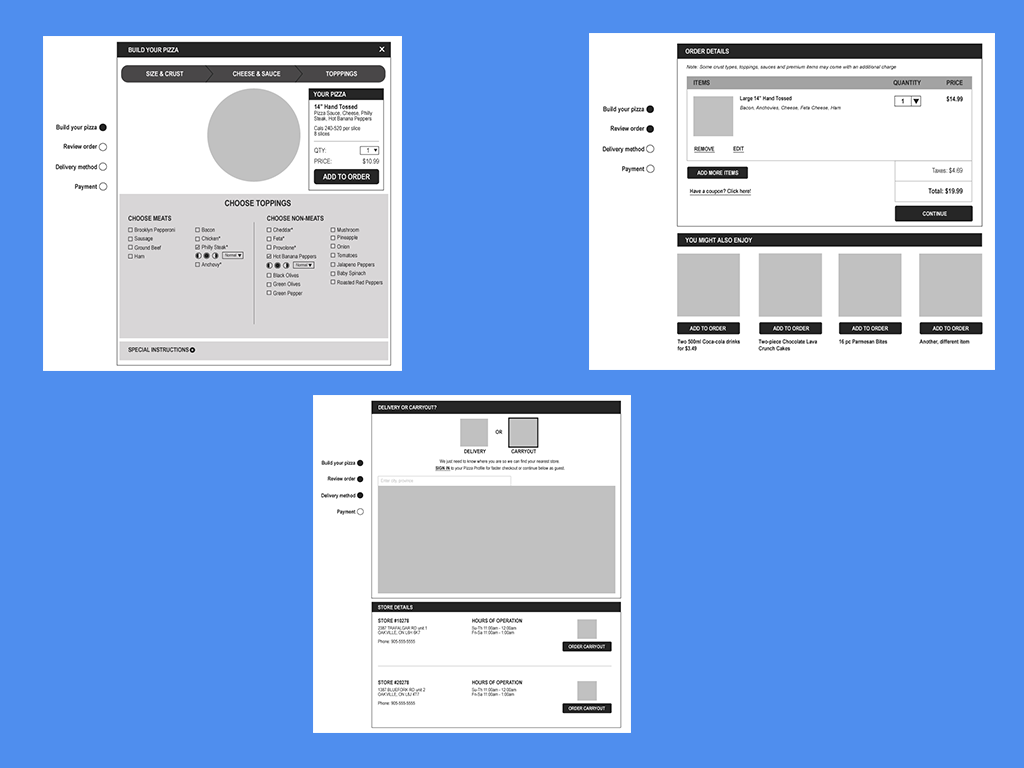 BUILD YOUR PIZZA
SIZE & CRUST
CHEESE & SAUCE
TOPPPINGS
Build your pizza
Review order
Delivery method
Payment
YOUR PIZZA
14" Hand Tossed
Pizza Sauce, Cheese, Philly
Steak, Hot Banana Peppers
Cals 240-520 per slice
8 slices
QTY: 1
PRICE: $10.99
ADD TO ORDER
CHOOSE TOPPINGS
CHOOSE MEATS
Brooklyn Pepperoni
Sausage
Ground Beef
Ham
Bacon
Chicken*
Philly Steak*
Normal
Anchovy*
CHOOSE NON-MEATS
Cheddar*
Feta*
Provolone*
Hot Banana Peppers
Normal
Black Olives
Green Olives
Green Pepper
Mushroom
Pineapple
Onion
Tomatoes
Jalapeno Peppers
Baby Spinach
Roasted Red Peppers
SPECIAL INSTRUCTIONS
Build your pizza
Review order
Delivery method
Payment
ORDER DETAILS
Note: Some crust types, toppings, sauces and premium items may come with an additional charge
ITEMS QUANTITY PRICE
Large 14" Hand Tossed 1 $14.99
Bacon, Anchovies, Cheese, Feta Cheese, Ham
REMOVE EDIT
ADD MORE ITEMS
Have a coupon? Click here!
Taxes: $4.69
Total: $19.99
CONTINUE
YOU MIGHT ALSO ENJOY
ADD TO ORDER
Two 500ml Coca-cola drinks
for $3.49
ADD TO ORDER
Two-piece Chocolate Lava
Crunch Cakes
ADD TO ORDER
16 pc Parmesan Bites
ADD TO ORDER
Another, different item
Build your pizza
Review order
Delivery method
Payment
DELIVERY OR CARRYOUT?
OR
DELIVERY CARRYOUT
We just need to know where you are so we can find your nearest store.
SIGN IN to your Pizza Profile for faster checkout or continue below as guest.
Enter city, province
STORE DETAILS
STORE #10278
2387 TRAFALGAR RD unit 1
OAKVILLE, ON L6H 6K7
Phone: 905-555-5555
HOURS OF OPERATION
Su-Th 11:00am - 12:00am
Fri-Sa 11:00am - 1:00am
ORDER CARRYOUT
STORE #20278
1387 BLUEFORK RD unit 2
OAKVILLE, ON
Phone: 905-555-5555
HOURS OF OPERATION
Su-Th 11:00am - 12:00am
Fri-Sa 11:00am - 1:00am
ORDER CARRYOUT